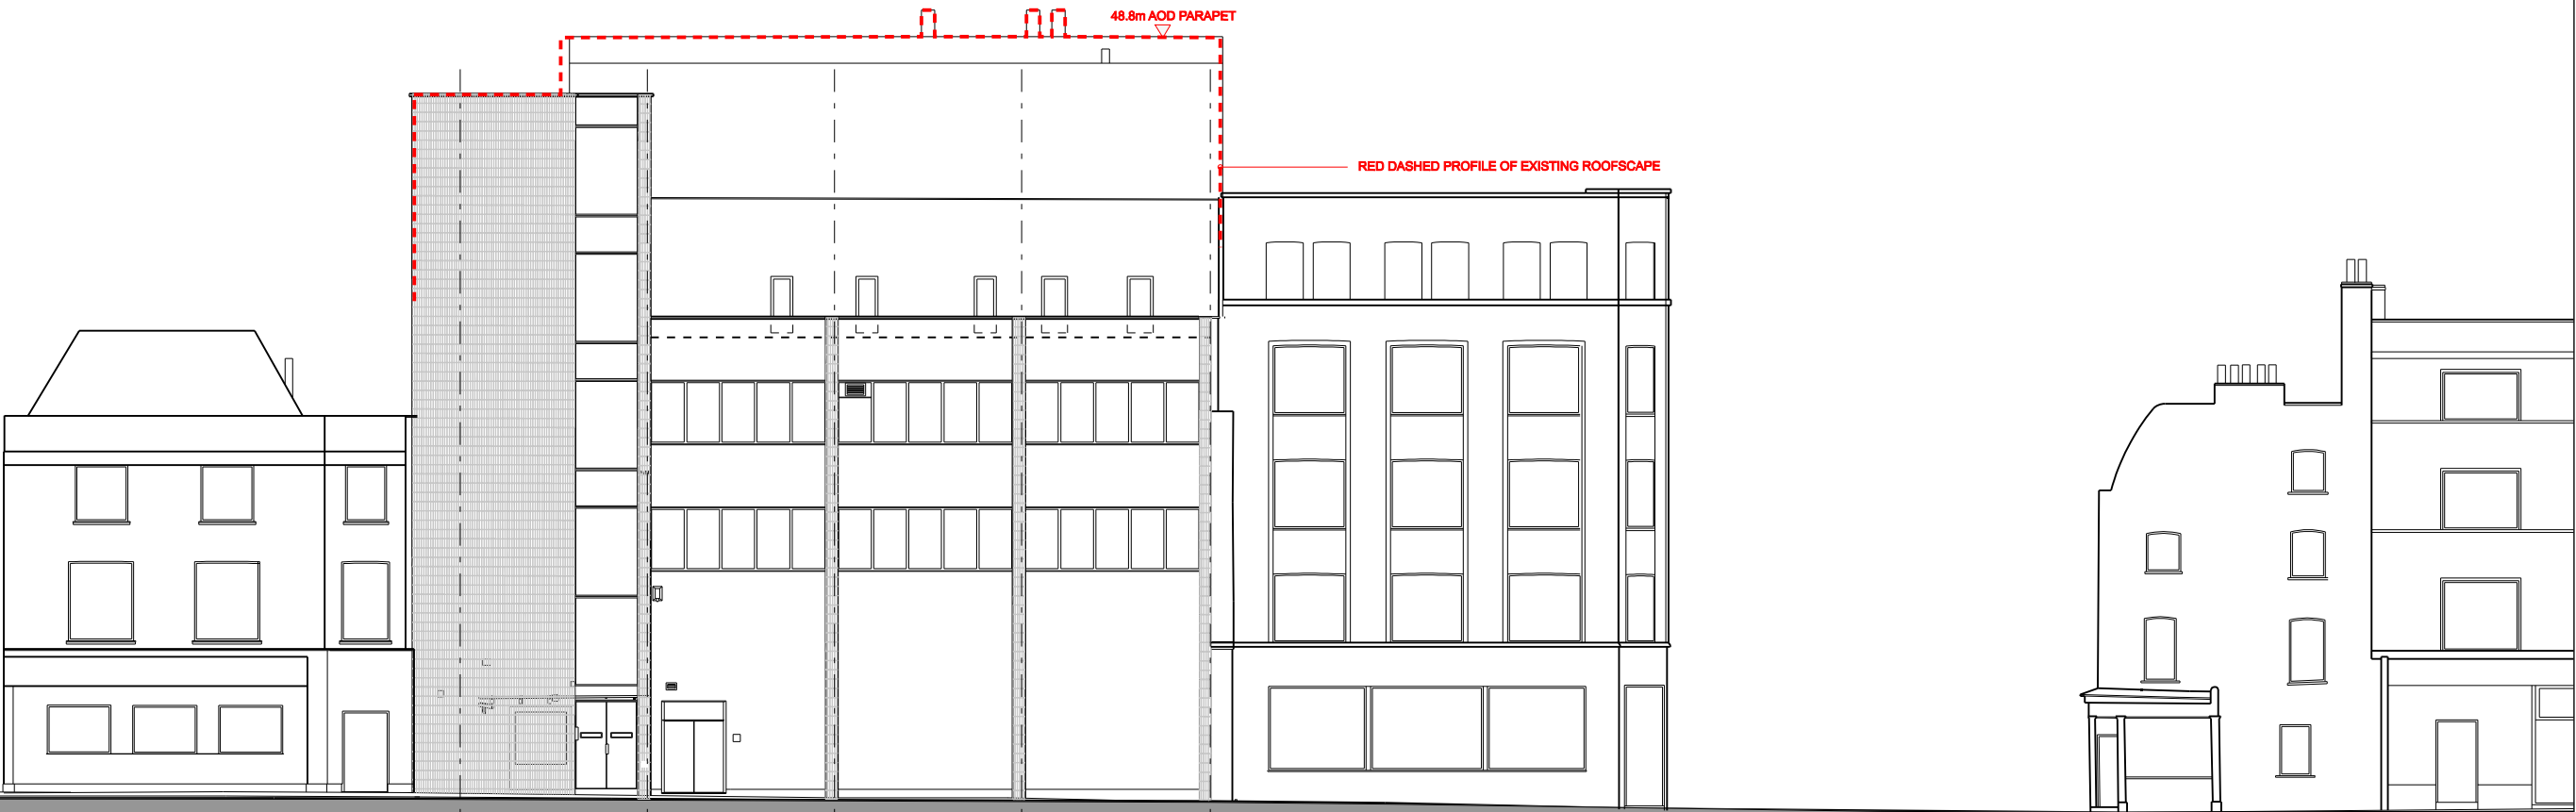 48.8m AOD PARAPET
RED DASHED PROFILE OF EXISTING ROOFSCAPE